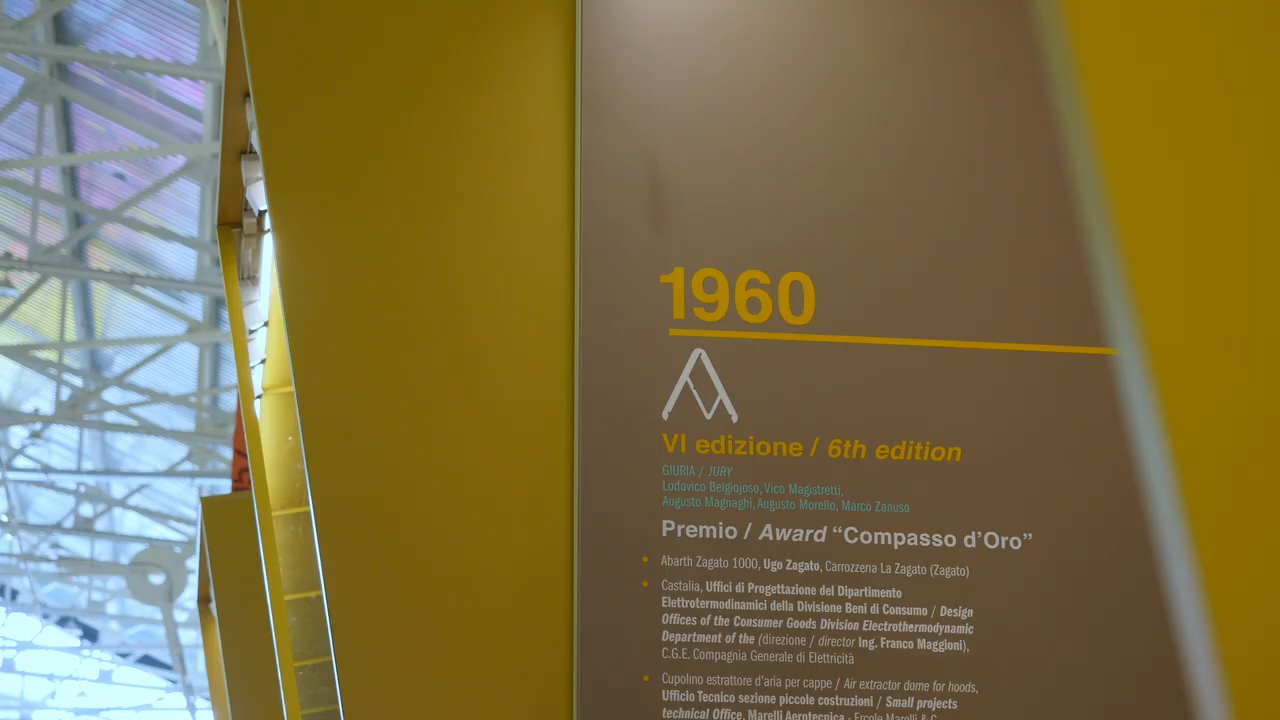 1960
VI edizione / 6th edition
GIURIA / JURY
Lodovico Belgiojoso, Vico Magistretti,
Augusto Magnaghi, Augusto Morello, Marco Zanuso
Premio / Award “Compasso d’Oro”
Abarth Zagato 1000, Ugo Zagato, Carrozzeria La Zagato (Zagato)
Castalia, Uffici di Progettazione del Dipartimento
Elettrotermodinamici della Divisione Beni di Consumo / Design
Offices of the Consumer Goods Division Electrothermodynamic
Department of the (direzione / director Ing. Franco Maggioni),
C.G.E. Compagnia Generale di Elettricità
Cupolino estrattore d’aria per cappe / Air extractor dome for hoods,
Ufficio Tecnico sezione piccole costruzioni / Small projects
technical Office, Marelli Aerotecnica - Ercole Marelli & C.